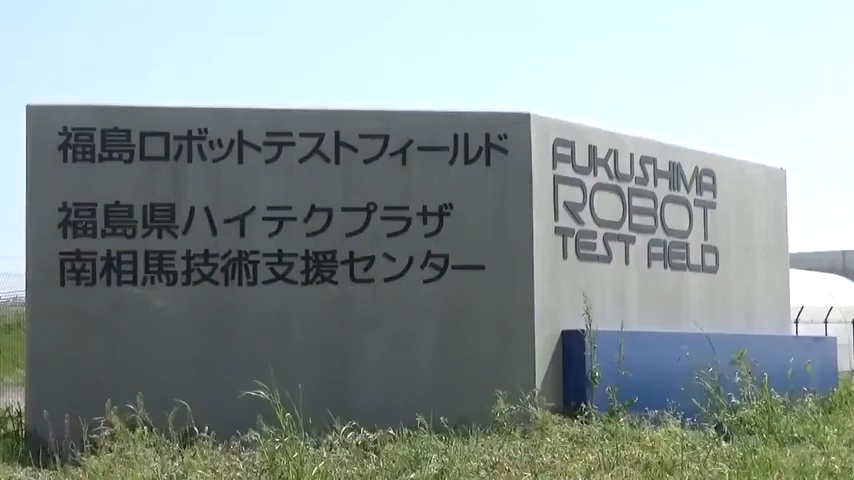 福島ロボットテストフィールド
福島県ハイテクプラザ
南相馬技術支援センター
FUKUSHIMA
ROBOT
TEST FIELD